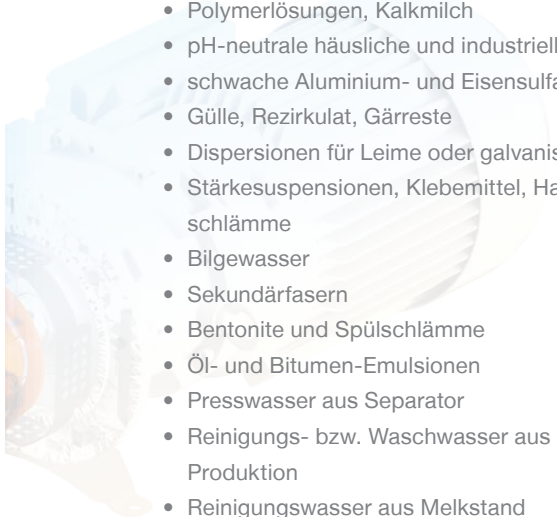 • Polymerlösungen, Kalkmilch
• pH-neutrale häusliche und
• schwache Aluminium- und
• Gülle, Rezirkulat, Gärreste
• Dispersionen für Leime oder
• Stärkesuspensionen, Klebemittel,
schlämme
• Bilgewasser
• Sekundärfasern
• Bentonite und Spülschlämme
• Öl- und Bitumen-Emulsionen
• Presswasser aus Separator
• Reinigungs- bzw. Waschwasser aus
Produktion
• Reinigungswasser aus Melkstand